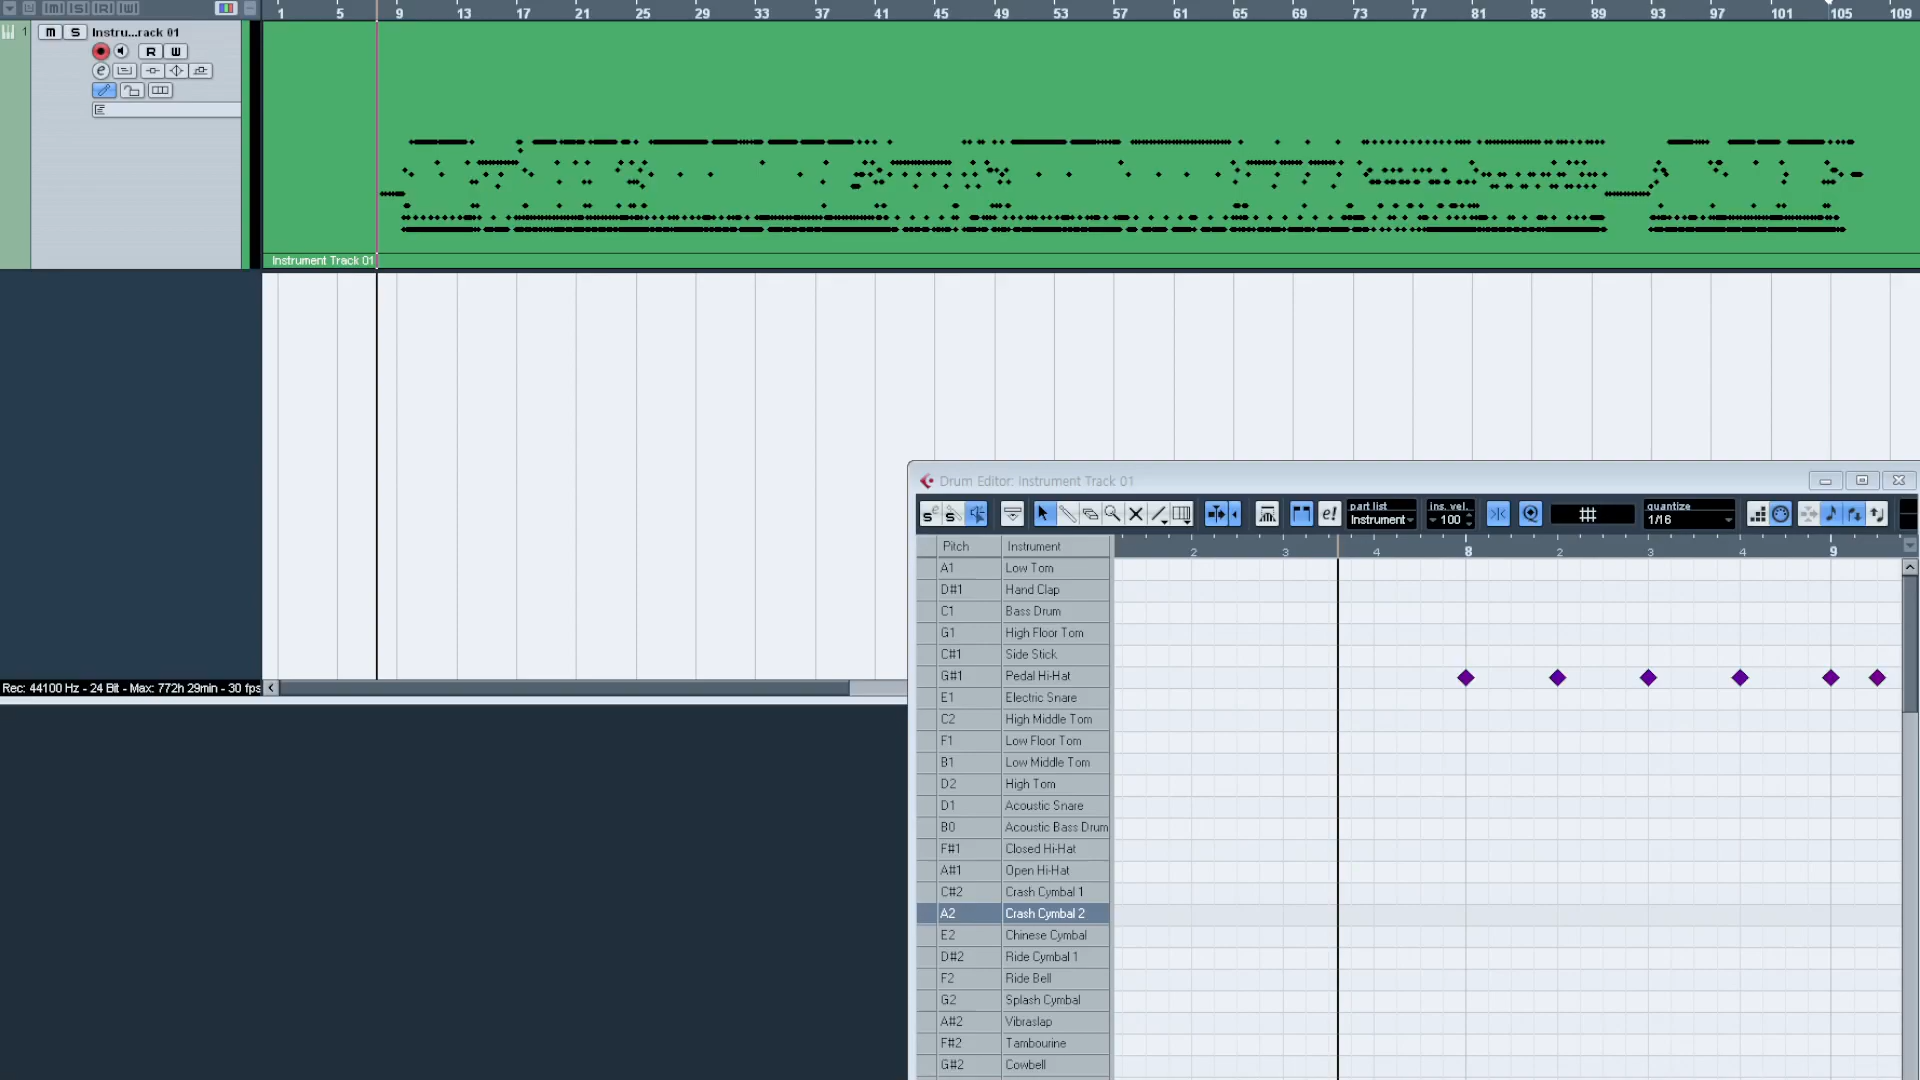 1 5 9 13 17 21 25 29 33 37 41 45 49 53 57 61 65 69 73 77 81 85 89 93 97 101 105 109
1 m S Instru...rack 01
R W
e
Instrument Track 01
Rec: 44100 Hz - 24 Bit - Max: 772h 29min - 30 fps
Drum Editor: Instrument Track 01
part list ins. vel. quantize
Instrument 100 1/16
Pitch Instrument 2 3 4 8 2 3 4 9
A1 Low Tom
D#1 Hand Clap
C1 Bass Drum
G1 High Floor Tom
C#1 Side Stick
G#1 Pedal Hi-Hat
E1 Electric Snare
C2 High Middle Tom
F1 Low Floor Tom
B1 Low Middle Tom
D2 High Tom
D1 Acoustic Snare
B0 Acoustic Bass Drum
F#1 Closed Hi-Hat
A#1 Open Hi-Hat
C#2 Crash Cymbal 1
A2 Crash Cymbal 2
E2 Chinese Cymbal
D#2 Ride Cymbal 1
F2 Ride Bell
G2 Splash Cymbal
A#2 Vibraslap
F#2 Tambourine
G#2 Cowbell